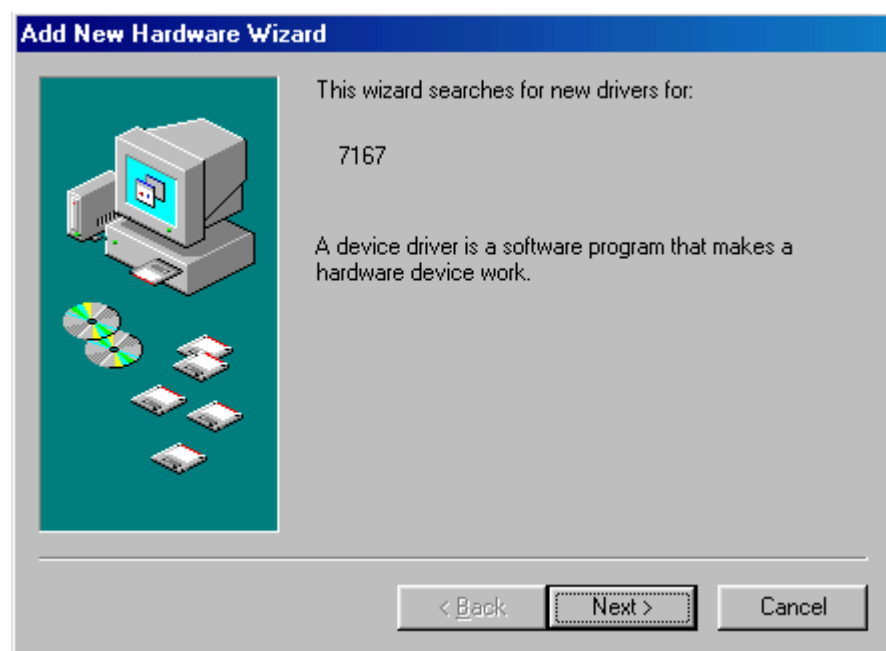 Add New Hardware Wizard
This wizard searches for new drivers for:
7167
A device driver is a software program that makes a
hardware device work.
< Back
Next >
Cancel